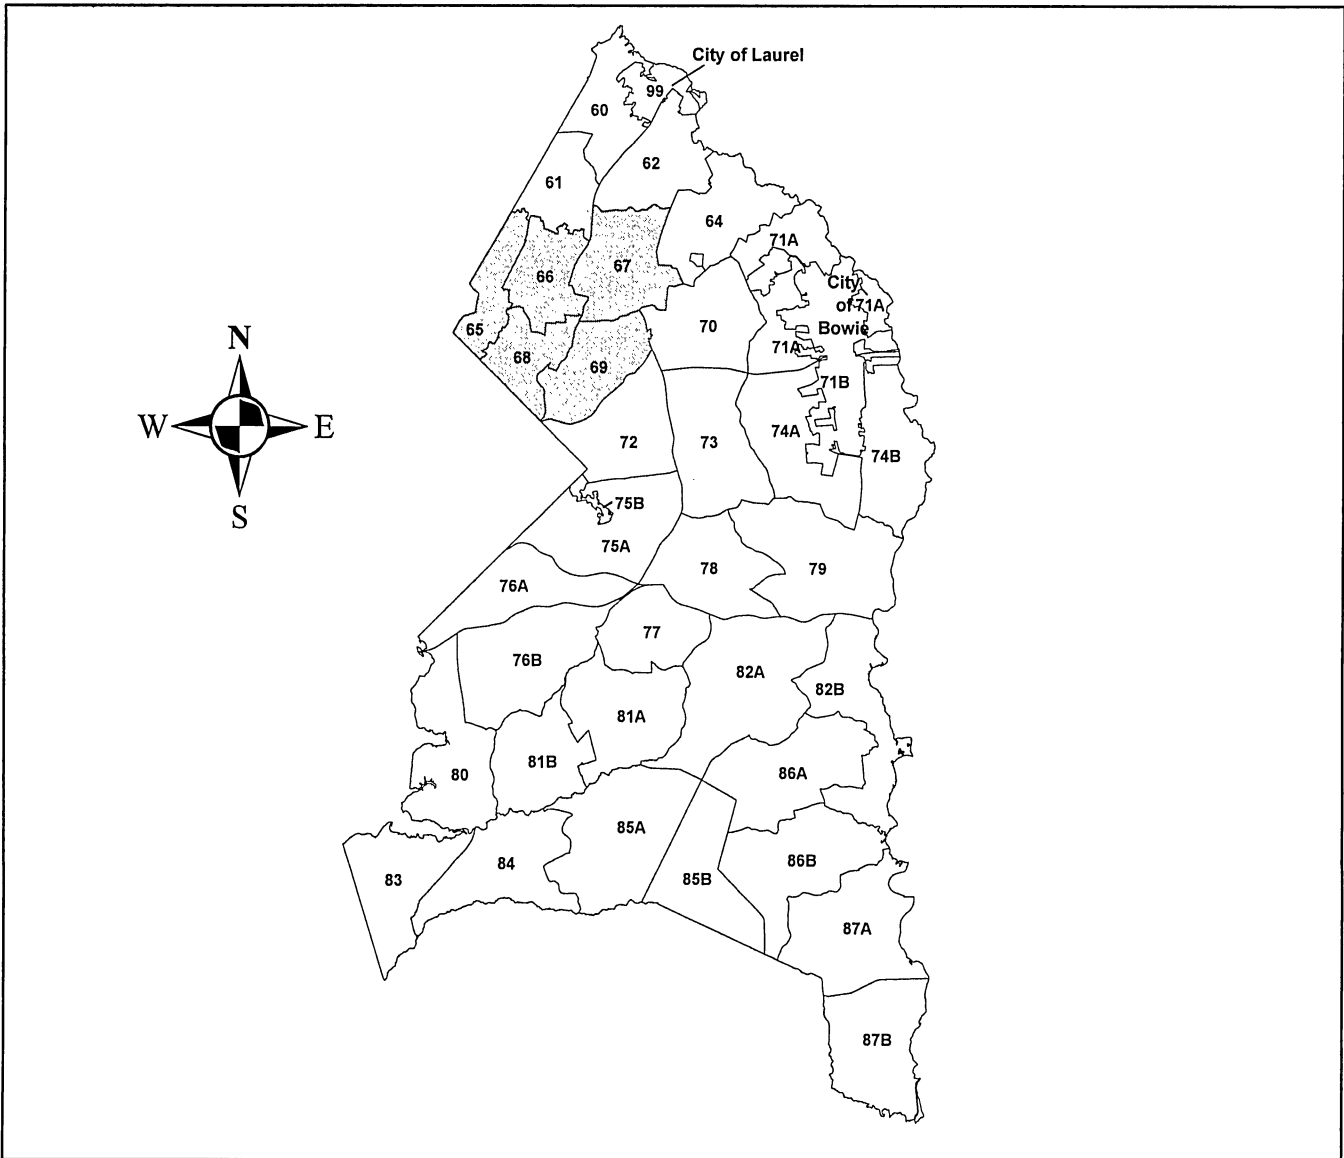 City of Laurel
99
60
62
61
64
71A
67
66
City
of 71A
Bowie
65
70
N
71A
68
69
71B
W
E
74A
72
73
74B
75B
S
75A
78
79
76A
77
76B
82A
82B
81A
81B
86A
80
85A
86B
84
83
85B
87A
87B